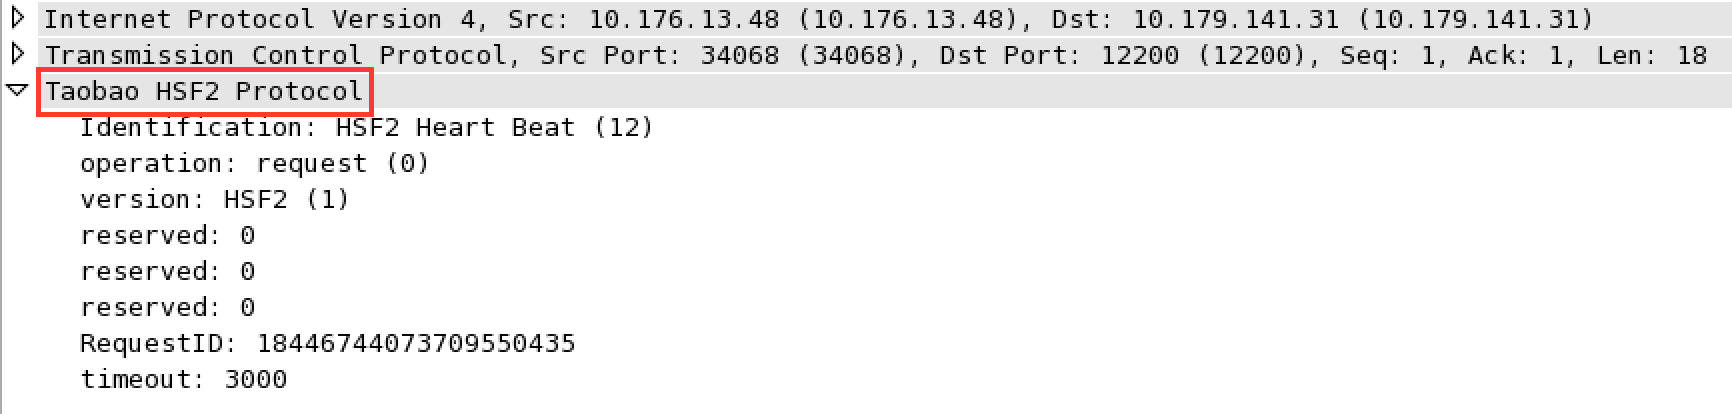 Internet Protocol Version 4, Src: 10.176.13.48 (10.176.13.48), Dst: 10.179.141.31 (10.179.141.31)
Transmission Control Protocol, Src Port: 34068 (34068), Dst Port: 12200 (12200), Seq: 1, Ack: 1, Len: 18
Taobao HSF2 Protocol
Identification: HSF2 Heart Beat (12)
operation: request (0)
version: HSF2 (1)
reserved: 0
reserved: 0
reserved: 0
RequestID: 18446744073709550435
timeout: 3000